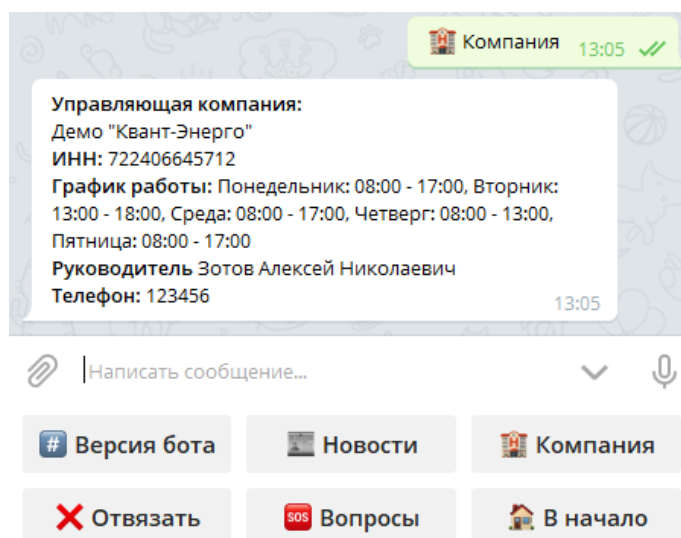 Компания 13:05
Управляющая компания:
Демо "Квант-Энерго"
ИНН: 722406645712
График работы: Понедельник: 08:00 - 17:00, Вторник:
13:00 - 18:00, Среда: 08:00 - 17:00, Четверг: 08:00 - 13:00,
Пятница: 08:00 - 17:00
Руководитель Зотов Алексей Николаевич
Телефон: 123456
13:05
Написать сообщение...
# Версия бота Новости H Компания
Отвязать SOS Вопросы В начало